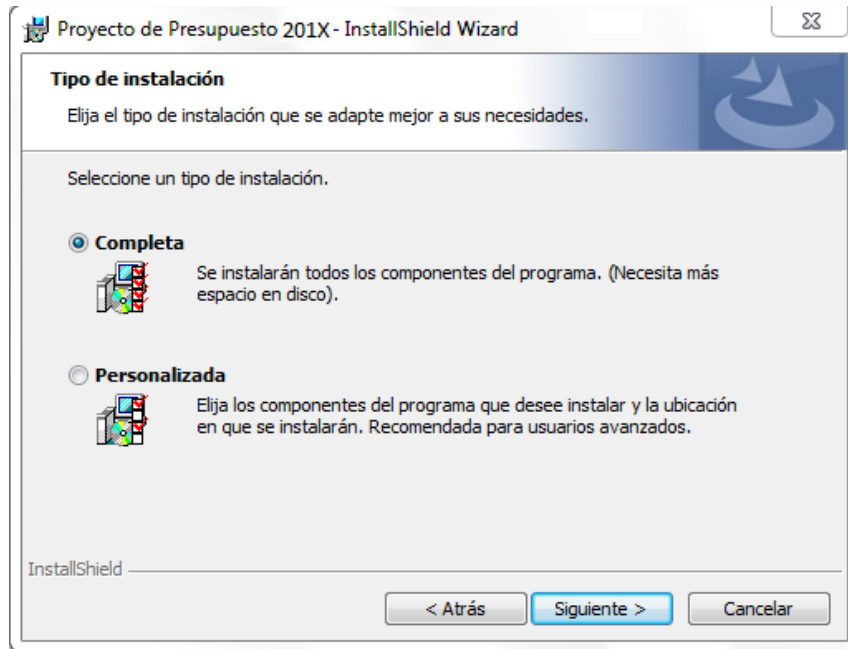 Proyecto de Presupuesto 201X - InstallShield Wizard
Tipo de instalación
Elija el tipo de instalación que se adapte mejor a sus necesidades.
Seleccione un tipo de instalación.
Completa
Se instalarán todos los componentes del programa. (Necesita más
espacio en disco).
Personalizada
Elija los componentes del programa que desee instalar y la ubicación
en que se instalarán. Recomendada para usuarios avanzados.
InstallShield
< Atrás Siguiente > Cancelar